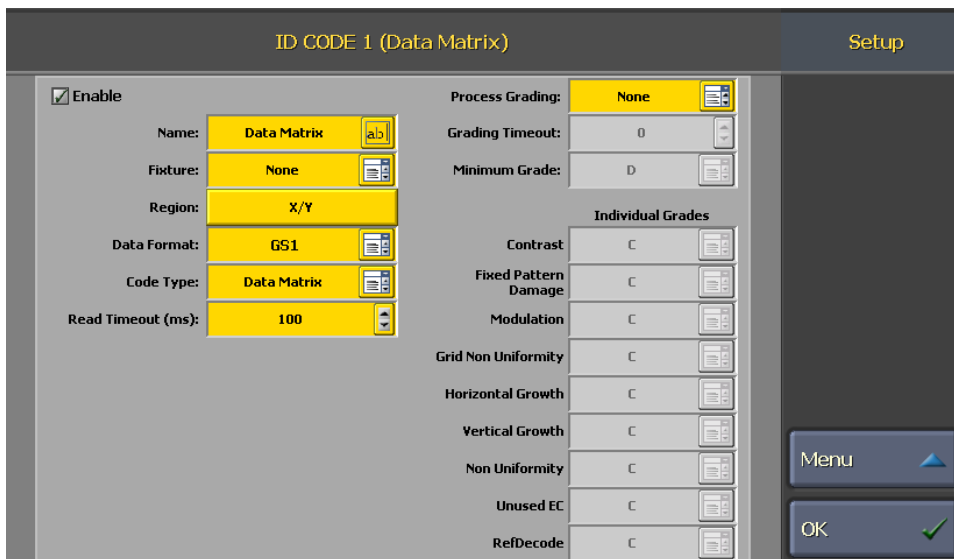 ID CODE 1 (Data Matrix)
Setup
Enable
Name: Data Matrix ab
Fixture: None
Region: X/Y
Data Format: GS1
Code Type: Data Matrix
Read Timeout (ms): 100
Process Grading: None
Grading Timeout: 0
Minimum Grade: D
Individual Grades
Contrast C
Fixed Pattern
Damage C
Modulation C
Grid Non Uniformity C
Horizontal Growth C
Vertical Growth C
Non Uniformity C
Unused EC C
RefDecode C
Menu
OK